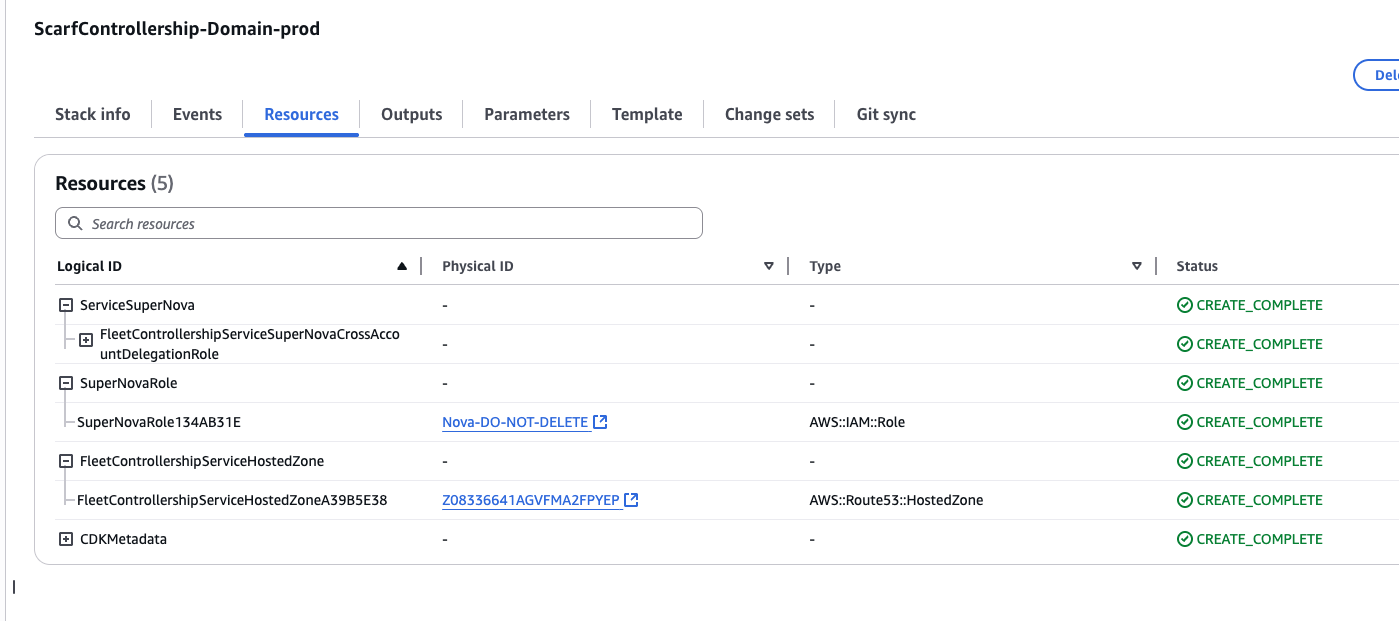 ScarfControllership-Domain-prod
Stack info Events Resources Outputs Parameters Template Change sets Git sync
Resources (5)
Search resources
Logical ID Physical ID Type Status
ServiceSuperNova - - CREATE_COMPLETE
FleetControllershipServiceSuperNovaCrossAcco
untDelegationRole - - CREATE_COMPLETE
SuperNovaRole - - CREATE_COMPLETE
SuperNovaRole134AB31E Nova-DO-NOT-DELETE AWS::IAM::Role CREATE_COMPLETE
FleetControllershipServiceHostedZone - - CREATE_COMPLETE
FleetControllershipServiceHostedZoneA39B5E38 Z08336641AGVFMA2FPYEP AWS::Route53::HostedZone CREATE_COMPLETE
CDKMetadata - - CREATE_COMPLETE